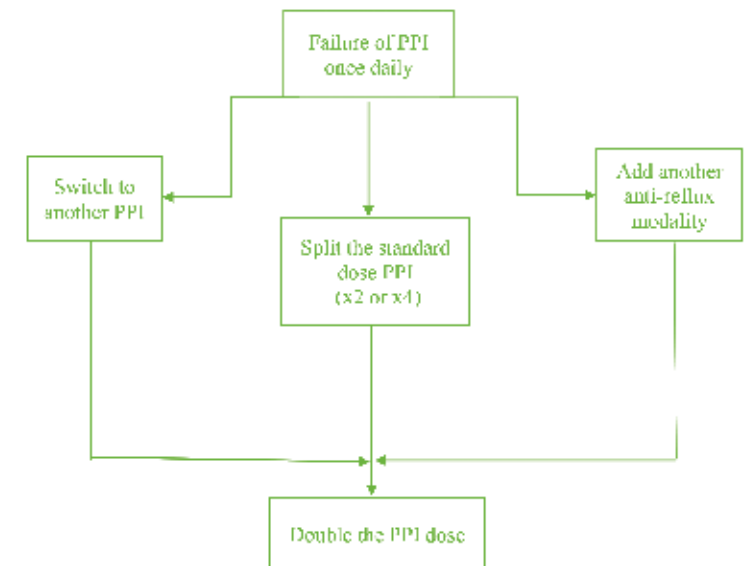 Failure of PPI
once daily
Switch to
another PPI
Split the standard
dose PPI
(x2 or x4)
Add another
anti-reflux
modality
Double the PPI dose